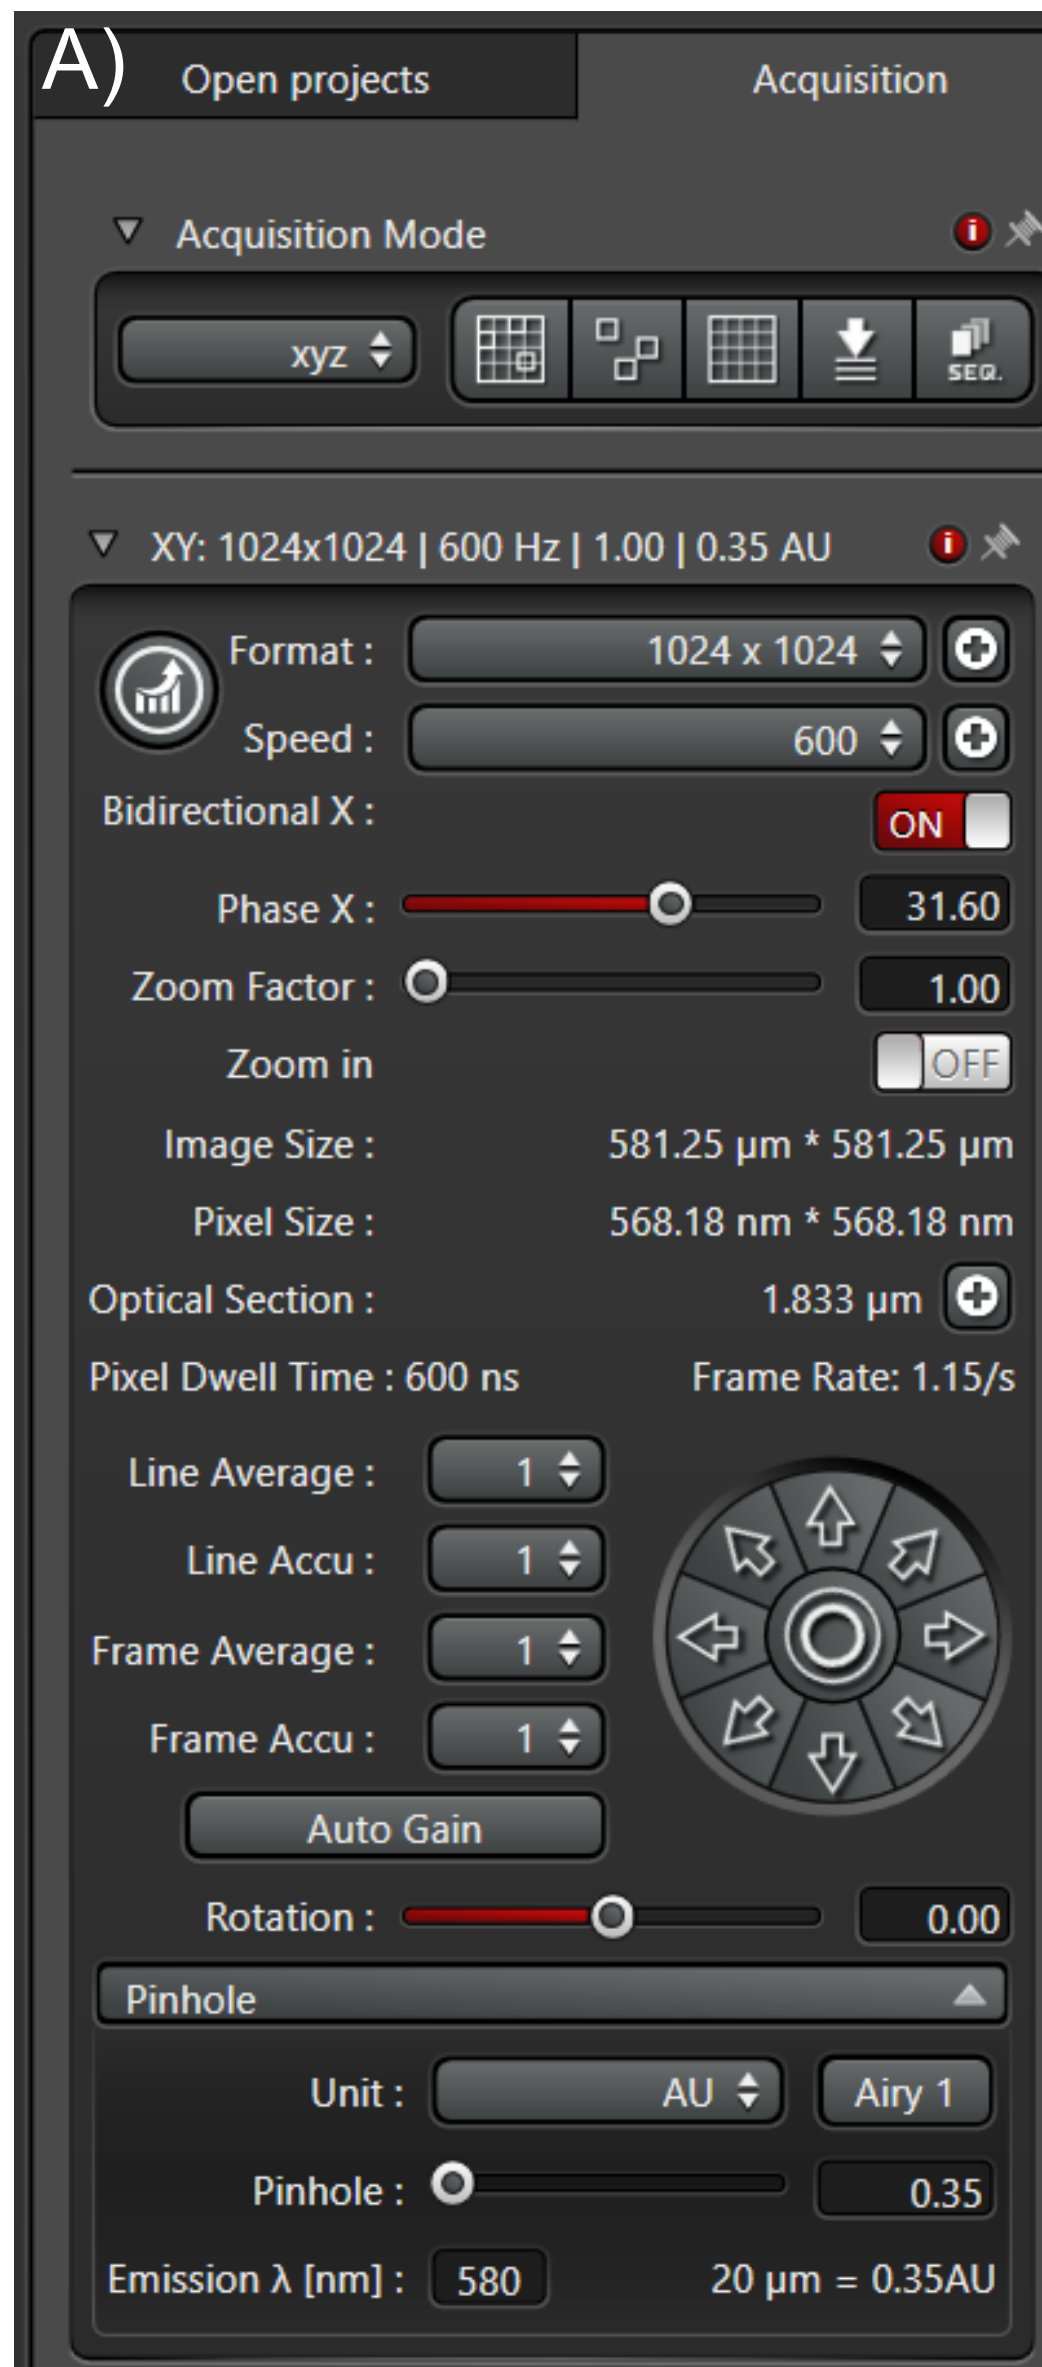 A)
Open projects Acquisition
Acquisition Mode i
xyz SEQ.
XY: 1024x1024 | 600 Hz | 1.00 | 0.35 AU i
Format : 1024 x 1024
Speed : 600
Bidirectional X : ON
Phase X : 31.60
Zoom Factor : 1.00
Zoom in OFF
Image Size : 581.25 µm * 581.25 µm
Pixel Size : 568.18 nm * 568.18 nm
Optical Section : 1.833 µm
Pixel Dwell Time : 600 ns Frame Rate: 1.15/s
Line Average : 1
Line Accu : 1
Frame Average : 1
Frame Accu : 1
Auto Gain
Rotation : 0.00
Pinhole
Unit : AU Airy 1
Pinhole : 0.35
Emission λ [nm] : 580 20 µm = 0.35AU